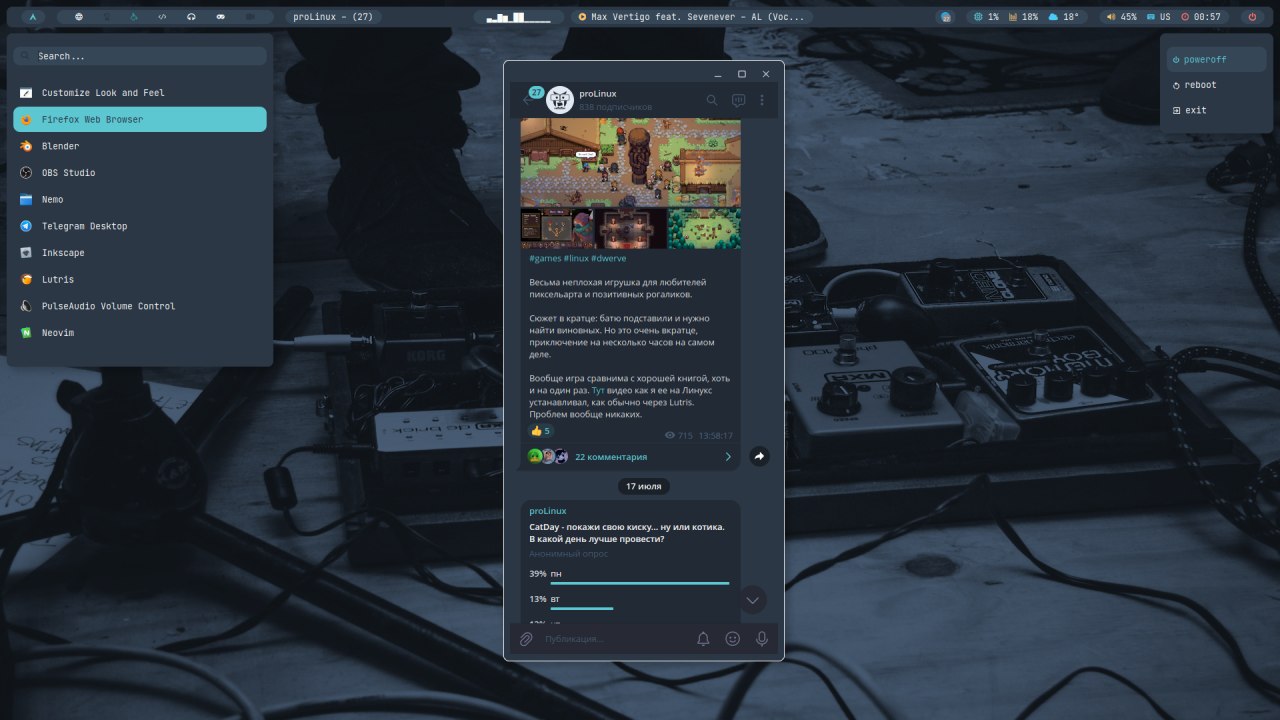 proLinux – (27)
Max Vertigo feat. Sevenever – AL (Voc...
1%
18%
18°
45%
US
00:57
Search...
Customize Look and Feel
Firefox Web Browser
Blender
OBS Studio
Nemo
Telegram Desktop
Inkscape
Lutris
PulseAudio Volume Control
Neovim
poweroff
reboot
exit
27
proLinux
838 подписчиков
#games #linux #dwerve
Весьма неплохая игрушка для любителей
пиксельарта и позитивных рогаликов.
Сюжет в кратце: батю подставили и нужно
найти виновных. Но это очень вкратце,
приключение на несколько часов на самом
деле.
Вообще игра сравнима с хорошей книгой, хоть
и на один раз. Тут видео как я ее на Линукс
устанавливал, как обычно через Lutris.
Проблем вообще никаких.
5
715 13:58:17
22 комментария
17 июля
proLinux
CatDay - покажи свою киску... ну или котика.
В какой день лучше провести?
Анонимный опрос
39% пн
13% вт
Публикация...
KORG
MXR